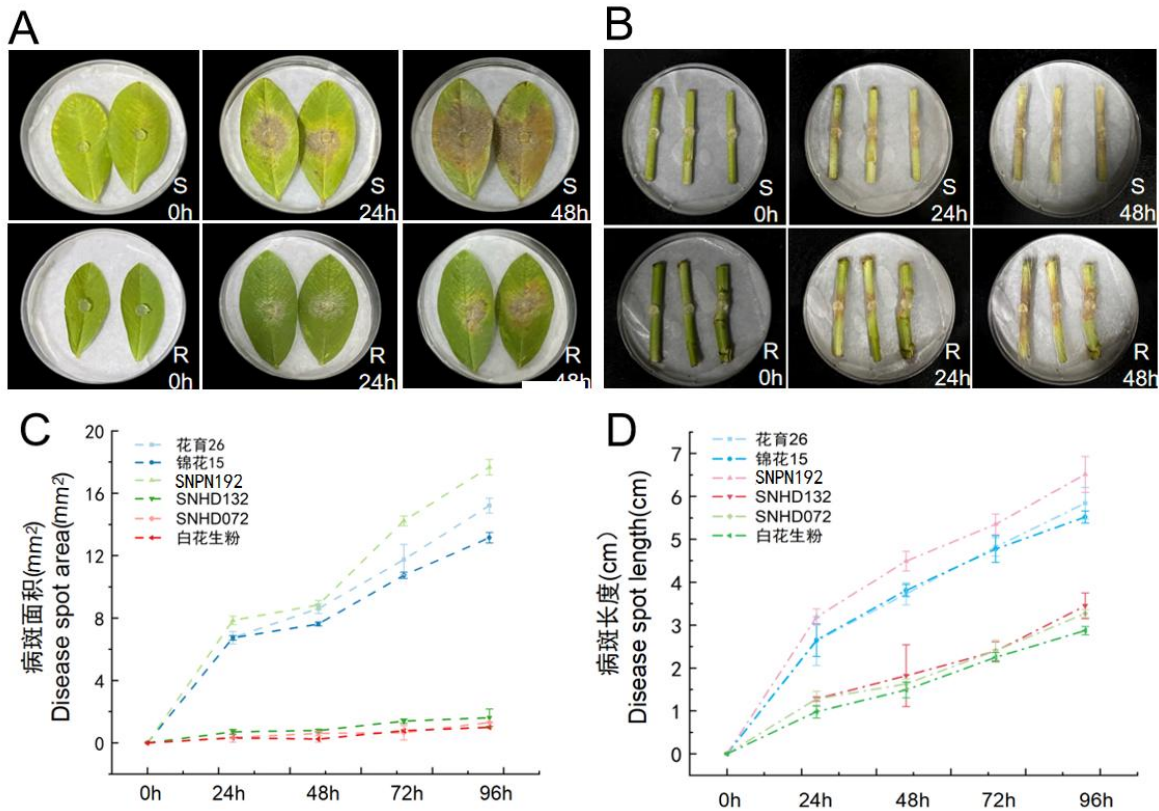 A
B
S
0h
S
24h
S
48h
S
0h
S
24h
S
48h
R
0h
R
24h
R
48h
R
0h
R
24h
R
48h
C
病斑面积(mm2)
Disease spot area(mm2)
20
16
12
8
4
0
花育26
锦花15
SNPN192
SNHD132
SNHD072
白花生粉
0h
24h
48h
72h
96h
D
病斑长度(cm)
Disease spot length(cm)
7
6
5
4
3
2
1
0
花育26
锦花15
SNPN192
SNHD132
SNHD072
白花生粉
0h
24h
48h
72h
96h